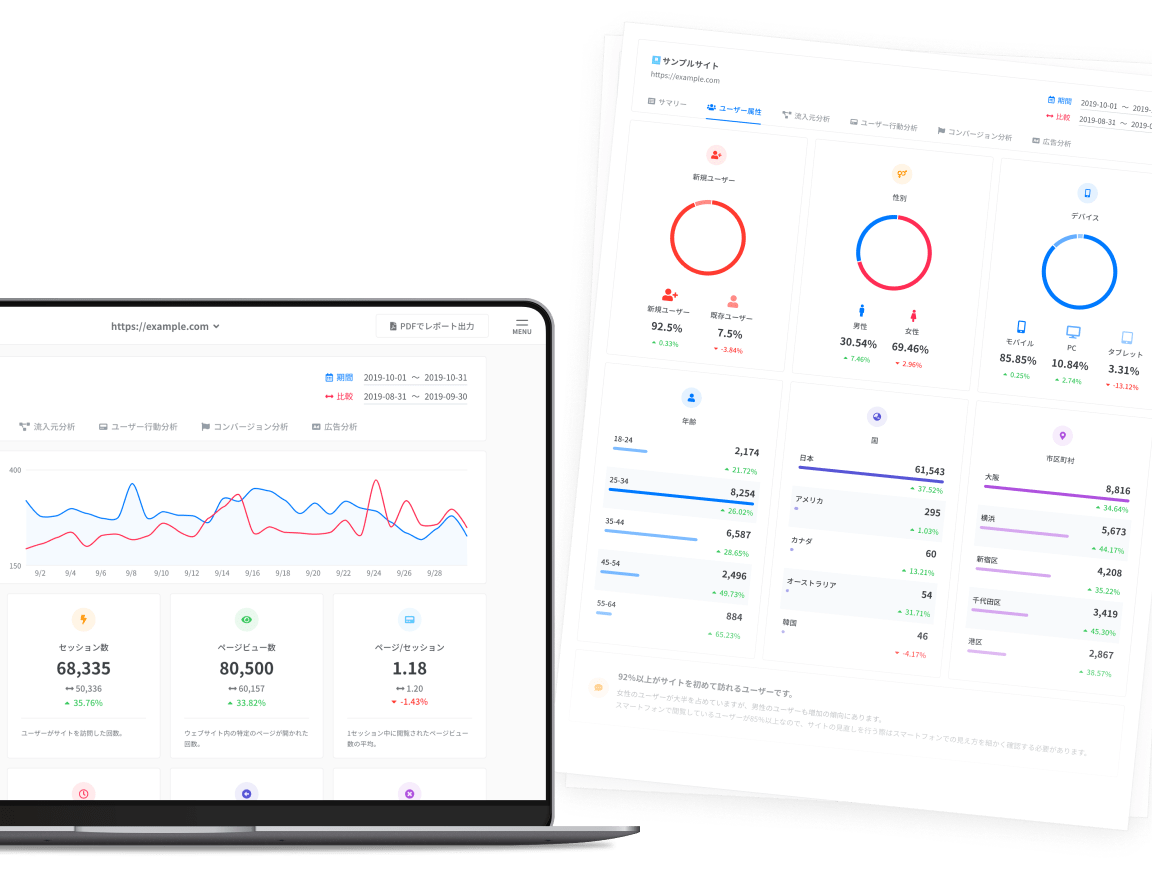 https://example.com
PDFでレポート出力
MENU
期間 2019-10-01 〜 2019-10-31
比較 2019-08-31 〜 2019-09-30
流入元分析 ユーザー行動分析 コンバージョン分析 広告分析
400
150
9/2 9/4 9/6 9/8 9/10 9/12 9/14 9/16 9/18 9/20 9/22 9/24 9/26 9/28
セッション数
68,335
50,336
35.76%
ユーザーがサイトを訪問した回数。
ページビュー数
80,500
60,157
33.82%
ウェブサイト内の特定のページが開かれた
回数。
ページ/セッション
1.18
1.20
-1.43%
1セッション中に閲覧されたページビュー
数の平均。
サンプルサイト
https://example.com
期間 2019-10-01 〜 2019-
比較 2019-08-31 〜 2019-0
サマリー ユーザー属性 流入元分析 ユーザー行動分析 コンバージョン分析 広告分析
新規ユーザー
新規ユーザー
92.5%
0.33%
既存ユーザー
7.5%
-3.84%
性別
男性
30.54%
7.46%
女性
69.46%
2.96%
デバイス
モバイル
85.85%
0.25%
PC
10.84%
2.74%
タブレット
3.31%
-13.12%
年齢
18-24 2,174
21.72%
25-34 8,254
26.02%
35-44 6,587
28.65%
45-54 2,496
49.73%
55-64 884
65.23%
国
日本 61,543
37.52%
アメリカ 295
1.03%
カナダ 60
13.21%
オーストラリア 54
31.71%
韓国 46
-4.17%
市区町村
大阪 8,816
34.64%
横浜 5,673
44.17%
新宿区 4,208
35.22%
千代田区 3,419
45.30%
港区 2,867
38.57%
92%以上がサイトを初めて訪れるユーザーです。
女性のユーザーが大半を占めていますが、男性のユーザーも増加の傾向にあります。
スマートフォンで閲覧しているユーザーが85%以上なので、サイトの見直しを行う際はスマートフォンでの見え方を細かく確認する必要があります。